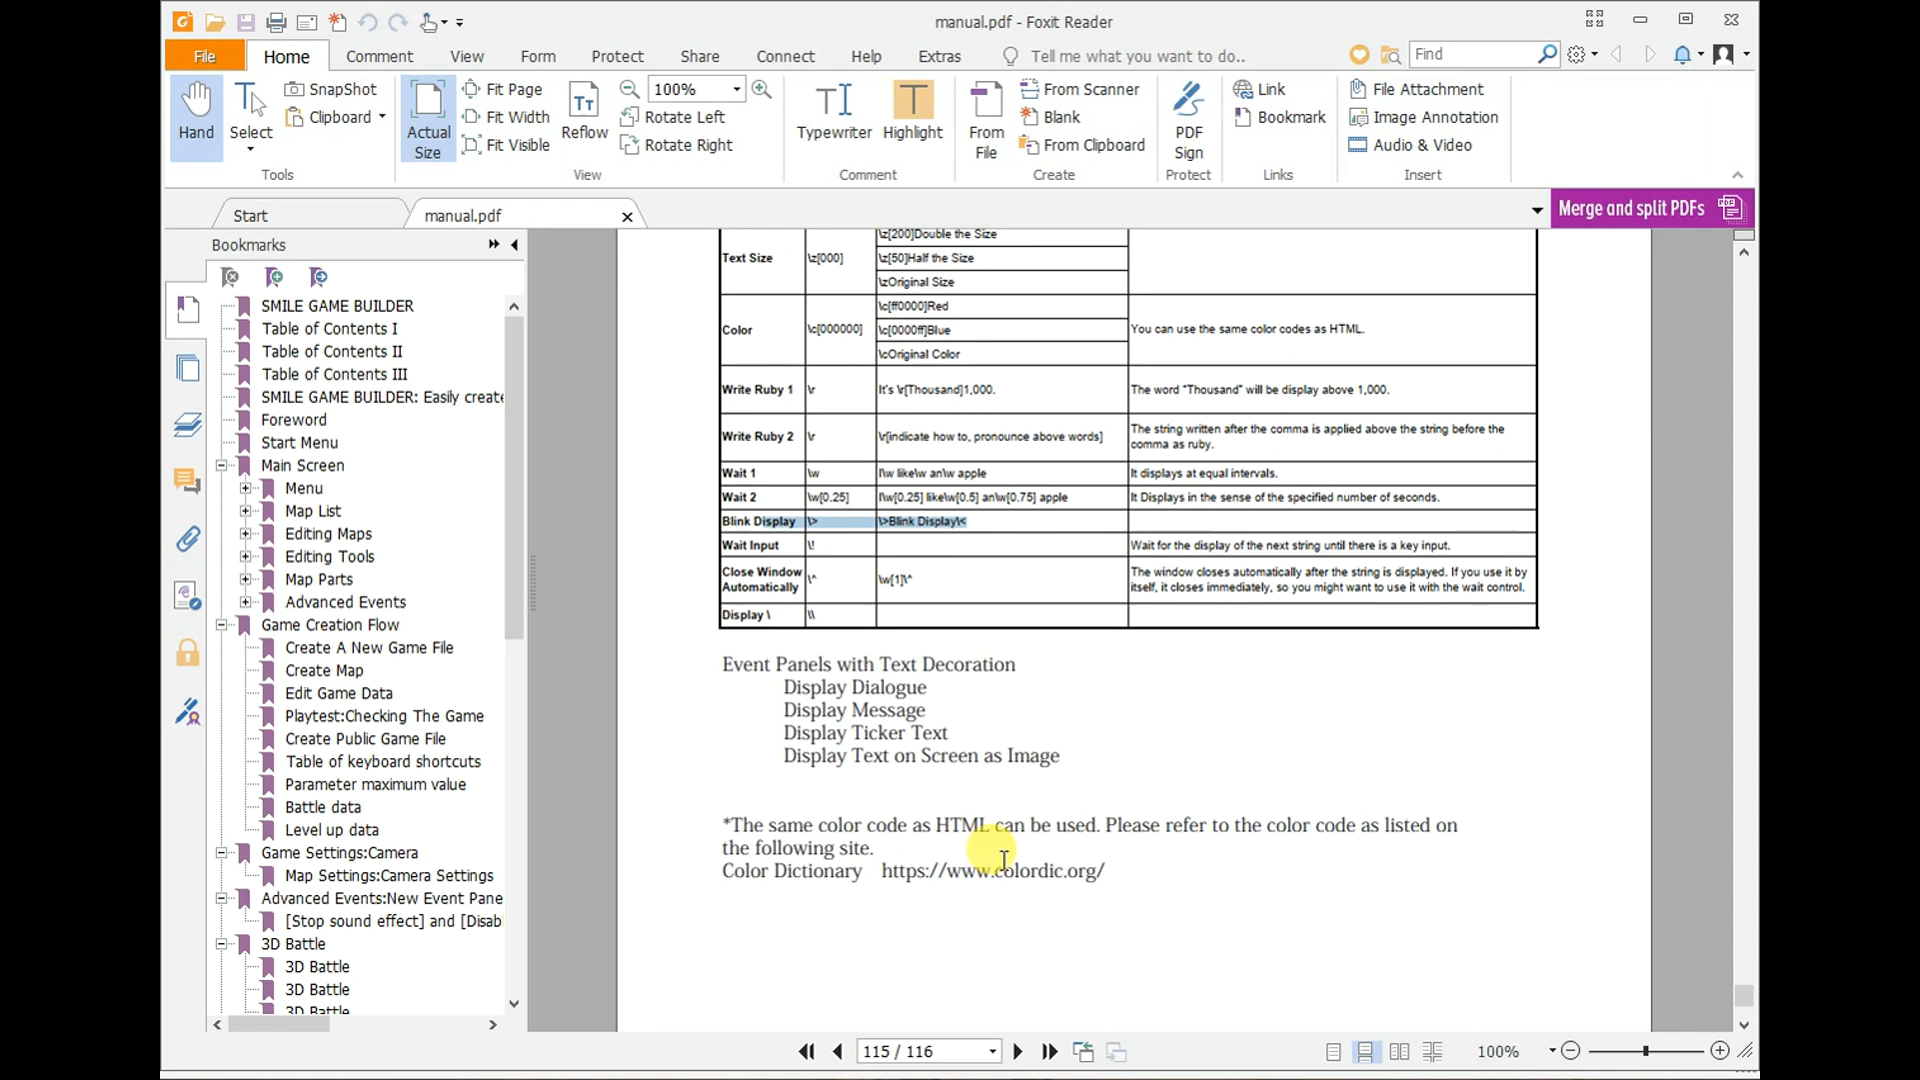 manual.pdf - Foxit Reader
File Home Comment View Form Protect Share Connect Help Extras Tell me what you want to do.. Find
Hand Select SnapShot Clipboard Tools
Actual Size Fit Page Fit Width Fit Visible Reflow 100% Rotate Left Rotate Right View
Typewriter Highlight Comment
From File From Scanner Blank From Clipboard Create
PDF Sign Protect
Link Bookmark Links
File Attachment Image Annotation Audio & Video Insert
Start manual.pdf Merge and split PDFs
Bookmarks
SMILE GAME BUILDER
Table of Contents I
Table of Contents II
Table of Contents III
SMILE GAME BUILDER: Easily create
Foreword
Start Menu
Main Screen
Menu
Map List
Editing Maps
Editing Tools
Map Parts
Advanced Events
Game Creation Flow
Create A New Game File
Create Map
Edit Game Data
Playtest:Checking The Game
Create Public Game File
Table of keyboard shortcuts
Parameter maximum value
Battle data
Level up data
Game Settings:Camera
Map Settings:Camera Settings
Advanced Events:New Event Pane
[Stop sound effect] and [Disab
3D Battle
3D Battle
3D Battle
3D Battle
Text Size \z[000] \z[200]Double the Size
\z[50]Half the Size
\zOriginal Size
Color \c[000000] \c[ff0000]Red
\c[0000ff]Blue
\cOriginal Color
You can use the same color codes as HTML.
Write Ruby 1 \r It's \r[Thousand]1,000. The word "Thousand" will be display above 1,000.
Write Ruby 2 \r \r[indicate how to, pronounce above words] The string written after the comma is applied above the string before the
comma as ruby.
Wait 1 \w I\w like\w an\w apple It displays at equal intervals.
Wait 2 \w[0.25] I\w[0.25] like\w[0.5] an\w[0.75] apple It Displays in the sense of the specified number of seconds.
Blink Display \> \>Blink Display\<
Wait Input \! Wait for the display of the next string until there is a key input.
Close Window Automatically \^ \w[1]\^ The window closes automatically after the string is displayed. If you use it by
itself, it closes immediately, so you might want to use it with the wait control.
Display \ \\
Event Panels with Text Decoration
Display Dialogue
Display Message
Display Ticker Text
Display Text on Screen as Image
*The same color code as HTML can be used. Please refer to the color code as listed on
the following site.
Color Dictionary https://www.colordic.org/
115 / 116 100%